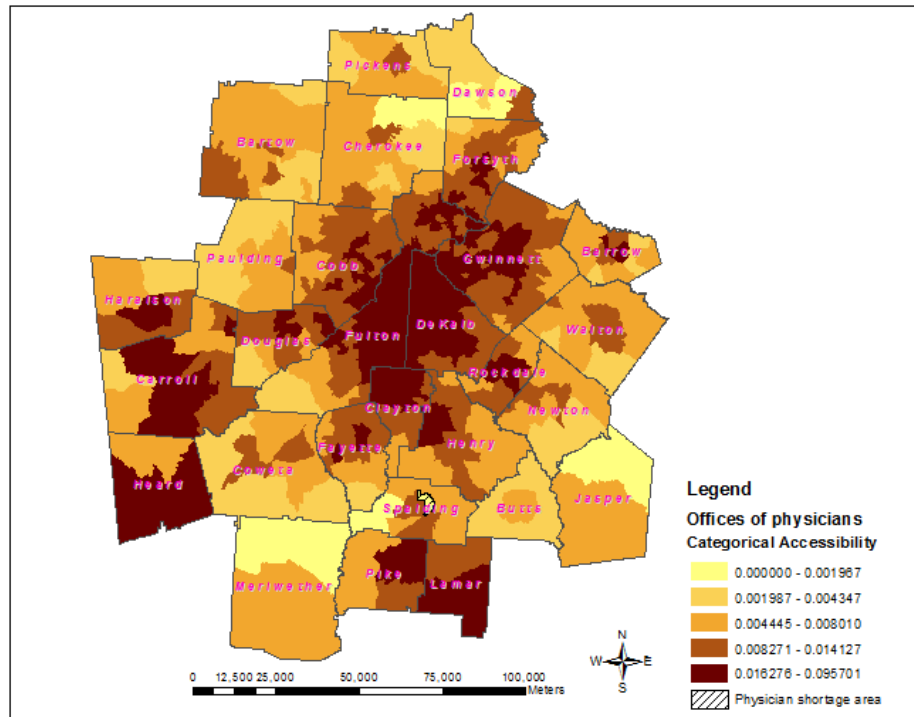 Pickens
Dawson
Barrow
Cherokee
Forsyth
Paulding
Cobb
Gwinnett
Barrow
Haralson
Douglas
Fulton
DeKalb
Walton
Carroll
Rockdale
Clayton
Newton
Heard
Coweta
Fayette
Henry
Spalding
Butts
Jasper
Meriwether
Pike
Lamar
Legend
Offices of physicians
Categorical Accessibility
0.000000 - 0.001967
0.001987 - 0.004347
0.004445 - 0.008010
0.008271 - 0.014127
0.016276 - 0.095701
Physician shortage area
N
W E
S
0 12,500 25,000 50,000 75,000 100,000
Meters